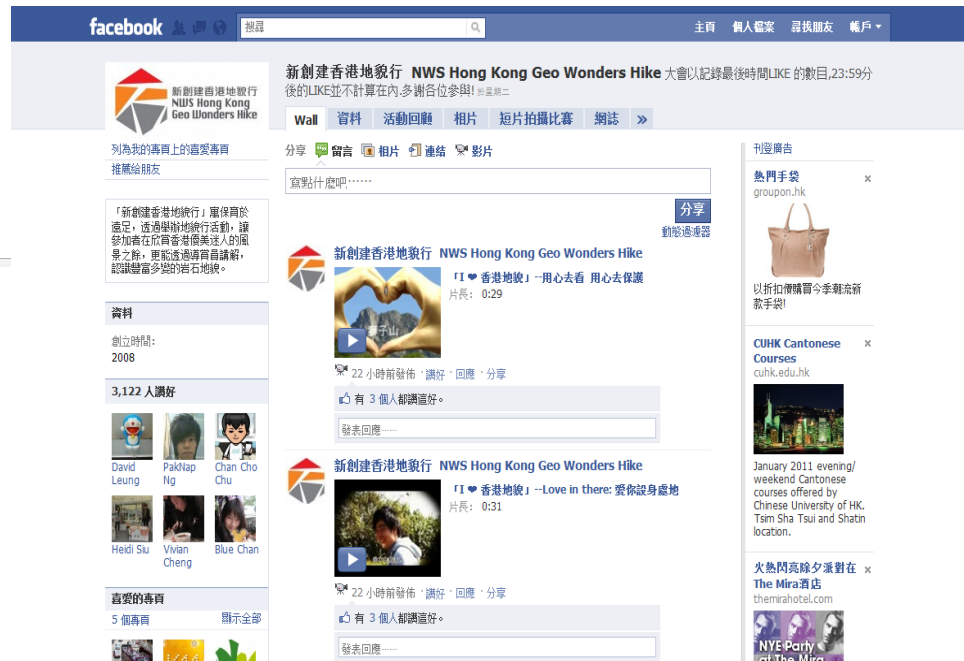 facebook
搜尋
主頁 個人檔案 尋找朋友 帳戶
新創建香港地貌行
NWS Hong Kong
Geo Wonders Hike
新創建香港地貌行 NWS Hong Kong Geo Wonders Hike 大會以記錄最後時間LIKE 的數目,23:59分
後的LIKE並不計算在內.多謝各位參與! 於星期二
Wall 資料 活動回顧 相片 短片拍攝比賽 網誌 »
列為我的專頁上的喜愛專頁
推薦給朋友
「新創建香港地貌行」寓保育於
遠足，透過舉辦地貌行活動，讓
參加者在欣賞香港優美迷人的風
景之餘，更能透過導賞員講解，
認識豐富多變的岩石地貌。
資料
創立時間:
2008
3,122 人講好
David
Leung
PakNap
Ng
Chan Cho
Chu
Heidi Siu
Vivian
Cheng
Blue Chan
喜愛的專頁
5 個專頁 顯示全部
分享 留言 相片 連結 影片
寫點什麼吧……
分享
動態過濾器
新創建香港地貌行 NWS Hong Kong Geo Wonders Hike
「I ❤ 香港地貌」--用心去看 用心去保護
片長: 0:29
子山
22 小時前發佈 · 講好 · 回應 · 分享
有 3 個人都講這好。
發表回應......
新創建香港地貌行 NWS Hong Kong Geo Wonders Hike
「I ❤ 香港地貌」--Love in there: 愛你設身處地
片長: 0:31
22 小時前發佈 · 講好 · 回應 · 分享
有 3 個人都講這好。
發表回應......
刊登廣告
熱門手袋 ×
groupon.hk
以折扣價購買今季潮流新
款手袋!
CUHK Cantonese ×
Courses
cuhk.edu.hk
January 2011 evening/
weekend Cantonese
courses offered by
Chinese University of HK.
Tsim Sha Tsui and Shatin
location.
火熱閃亮除夕派對在 ×
The Mira酒店
themirahotel.com
NYE Party
at The Mira